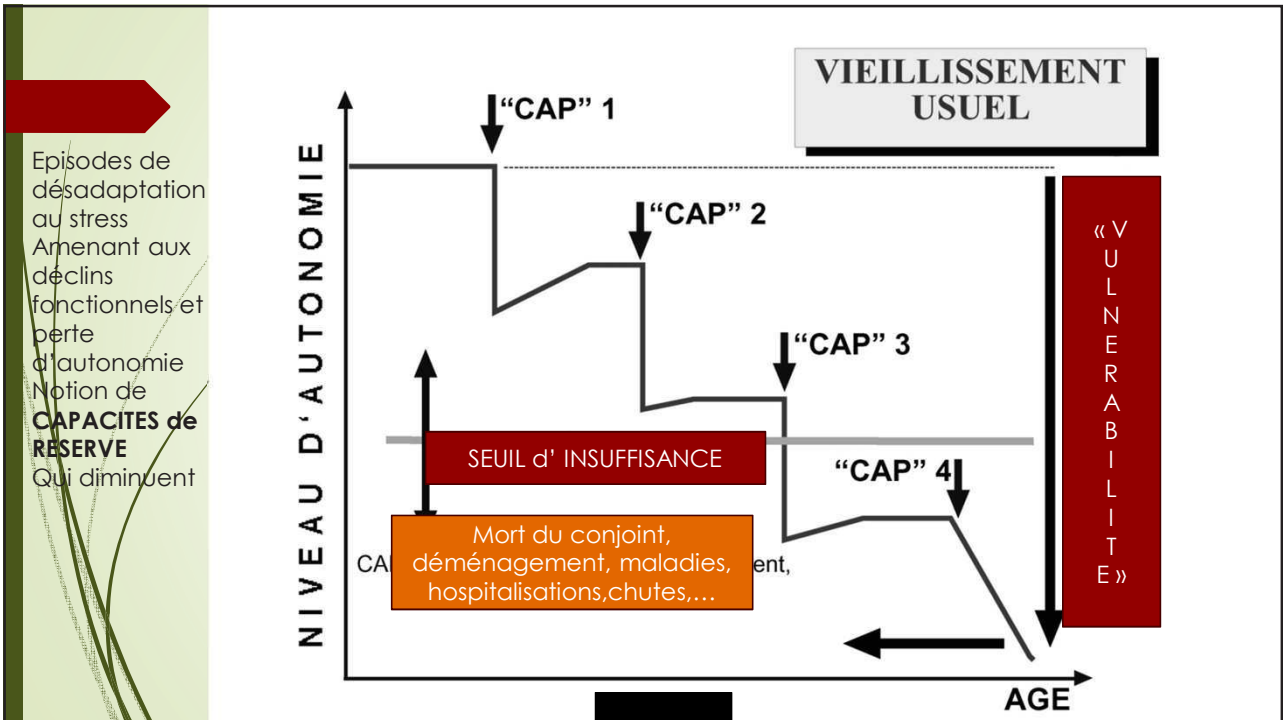 VIEILLISSEMENT
USUEL
Episodes de
désadaptation
au stress
Amenant aux
déclins
fonctionnels et
perte
d'autonomie
Notion de
CAPACITES de
RESERVE
Qui diminuent
NIVEAU D'AUTONOMIE
"CAP" 1
"CAP" 2
"CAP" 3
"CAP" 4
SEUIL d' INSUFFISANCE
Mort du conjoint,
déménagement, maladies,
hospitalisations,chutes,…
« V
U
L
N
E
R
A
B
I
L
I
T
E »
AGE